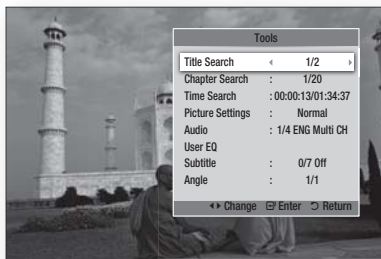 Tools
Title Search 1/2
Chapter Search : 1/20
Time Search : 00:00:13/01:34:37
Picture Settings : Normal
Audio : 1/4 ENG Multi CH
User EQ
Subtitle : 0/7 Off
Angle : 1/1
Change Enter Return